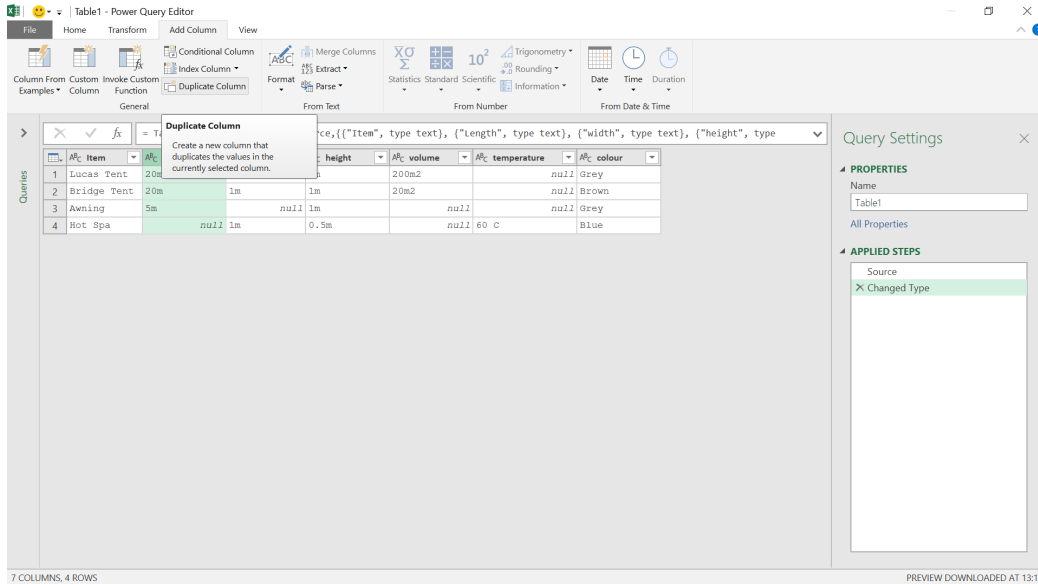 Table1 - Power Query Editor
File Home Transform Add Column View
Column From Examples
Custom Column
Invoke Custom Function
Conditional Column
Index Column
Duplicate Column
General
Format
Merge Columns
Extract
Parse
From Text
Statistics
Standard
Scientific
Trigonometry
Rounding
Information
From Number
Date
Time
Duration
From Date & Time
Duplicate Column
Create a new column that
duplicates the values in the
currently selected column.
fx = Ta rce,{{"Item", type text}, {"Length", type text}, {"width", type text}, {"height", type
Item height volume temperature colour
1 Lucas Tent 20m 200m2 null Grey
2 Bridge Tent 20m 1m 1m 20m2 null Brown
3 Awning 5m null 1m null null Grey
4 Hot Spa null 1m 0.5m null 60 C Blue
Queries
Query Settings
PROPERTIES
Name
Table1
All Properties
APPLIED STEPS
Source
Changed Type
7 COLUMNS, 4 ROWS
PREVIEW DOWNLOADED AT 13:1